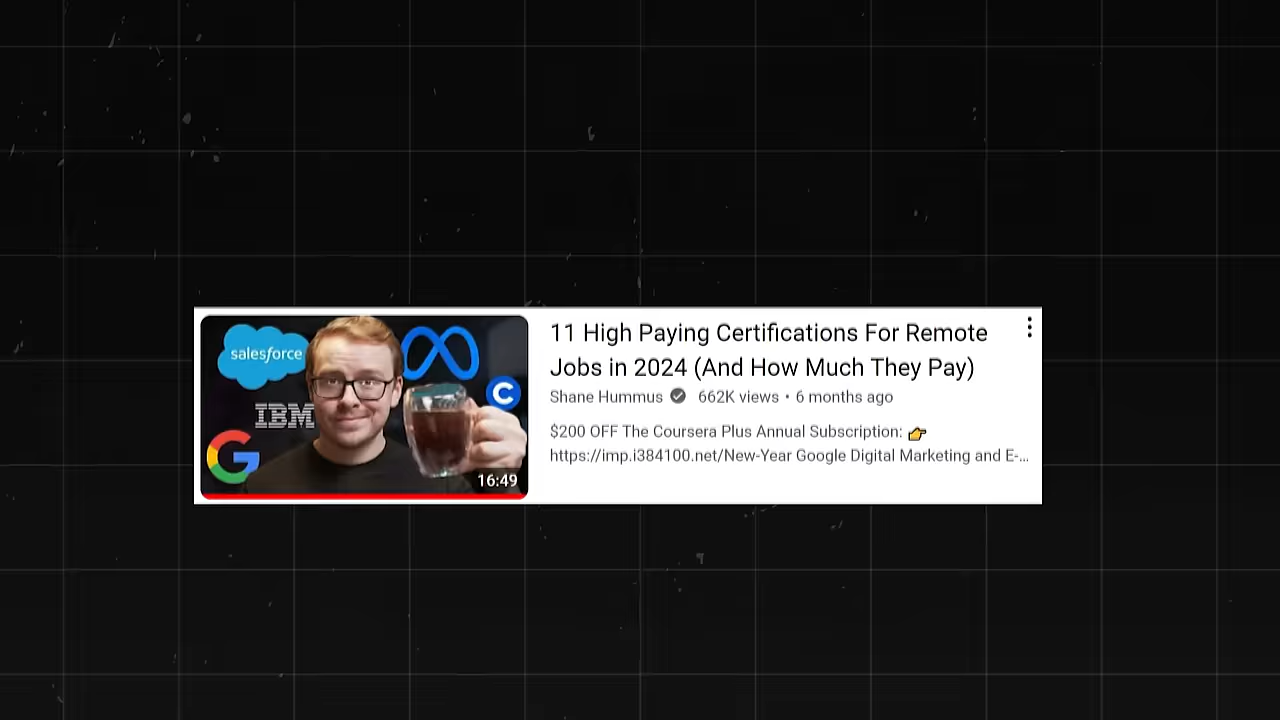 salesforce
IBM
G
C
16:49
11 High Paying Certifications For Remote
Jobs in 2024 (And How Much They Pay)
Shane Hummus 662K views • 6 months ago
$200 OFF The Coursera Plus Annual Subscription: 👉
https://imp.i384100.net/New-Year Google Digital Marketing and E-...